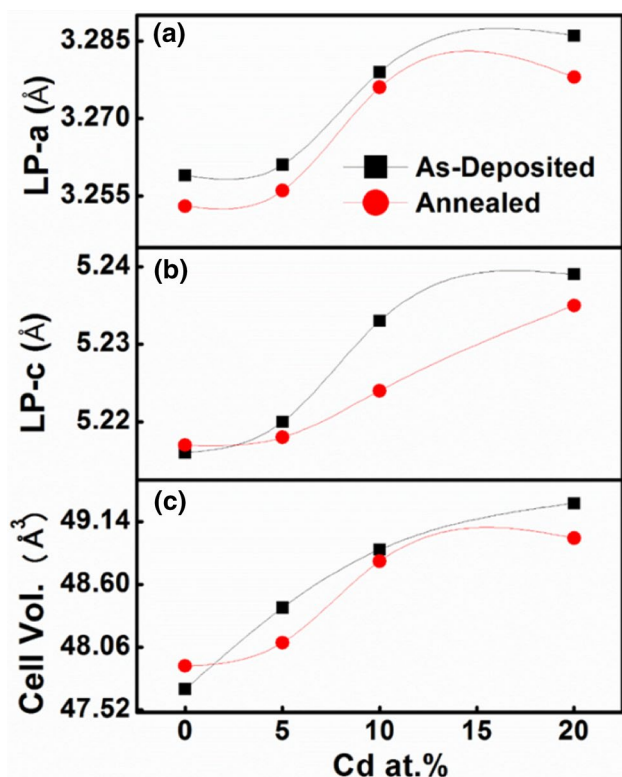 (a)
LP-a (Å)
3.285
3.270
3.255
As-Deposited
Annealed
(b)
LP-c (Å)
5.24
5.23
5.22
(c)
Cell Vol. (Å³)
49.14
48.60
48.06
47.52
0 5 10 15 20
Cd at.%